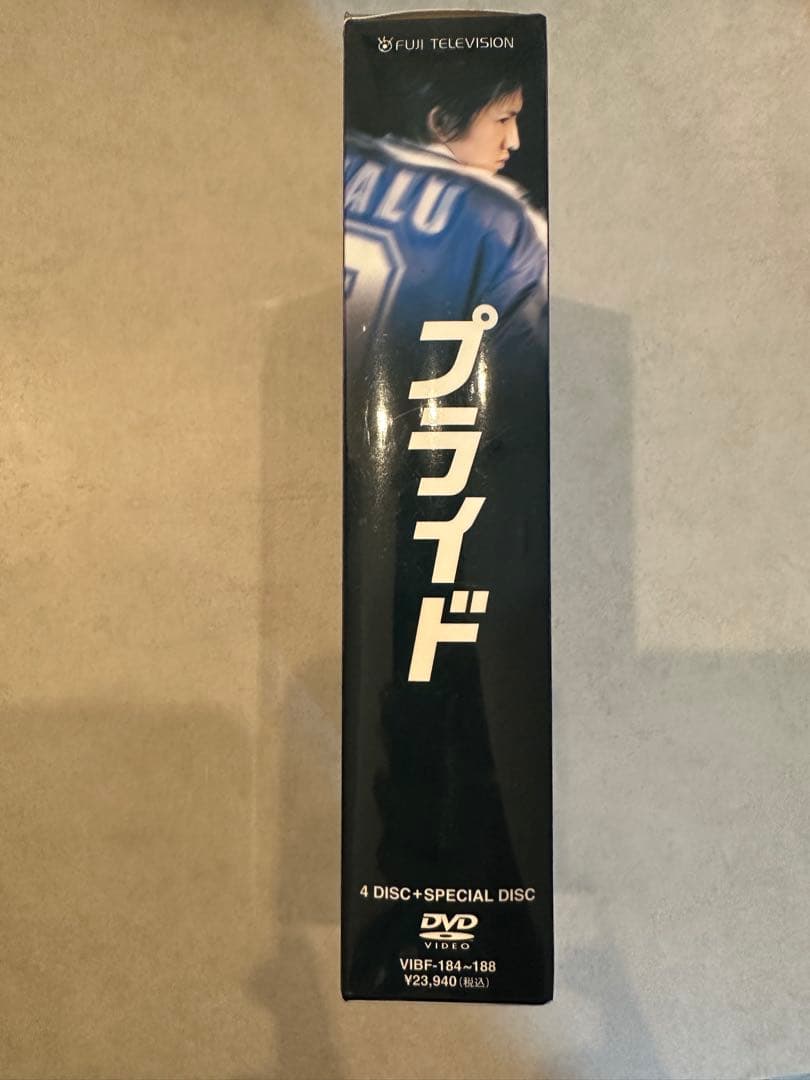 FUJI TELEVISION
ALU
プライド
4 DISC+SPECIAL DISC
DVD
VIDEO
VIBF-184~188
¥23,940(税込)